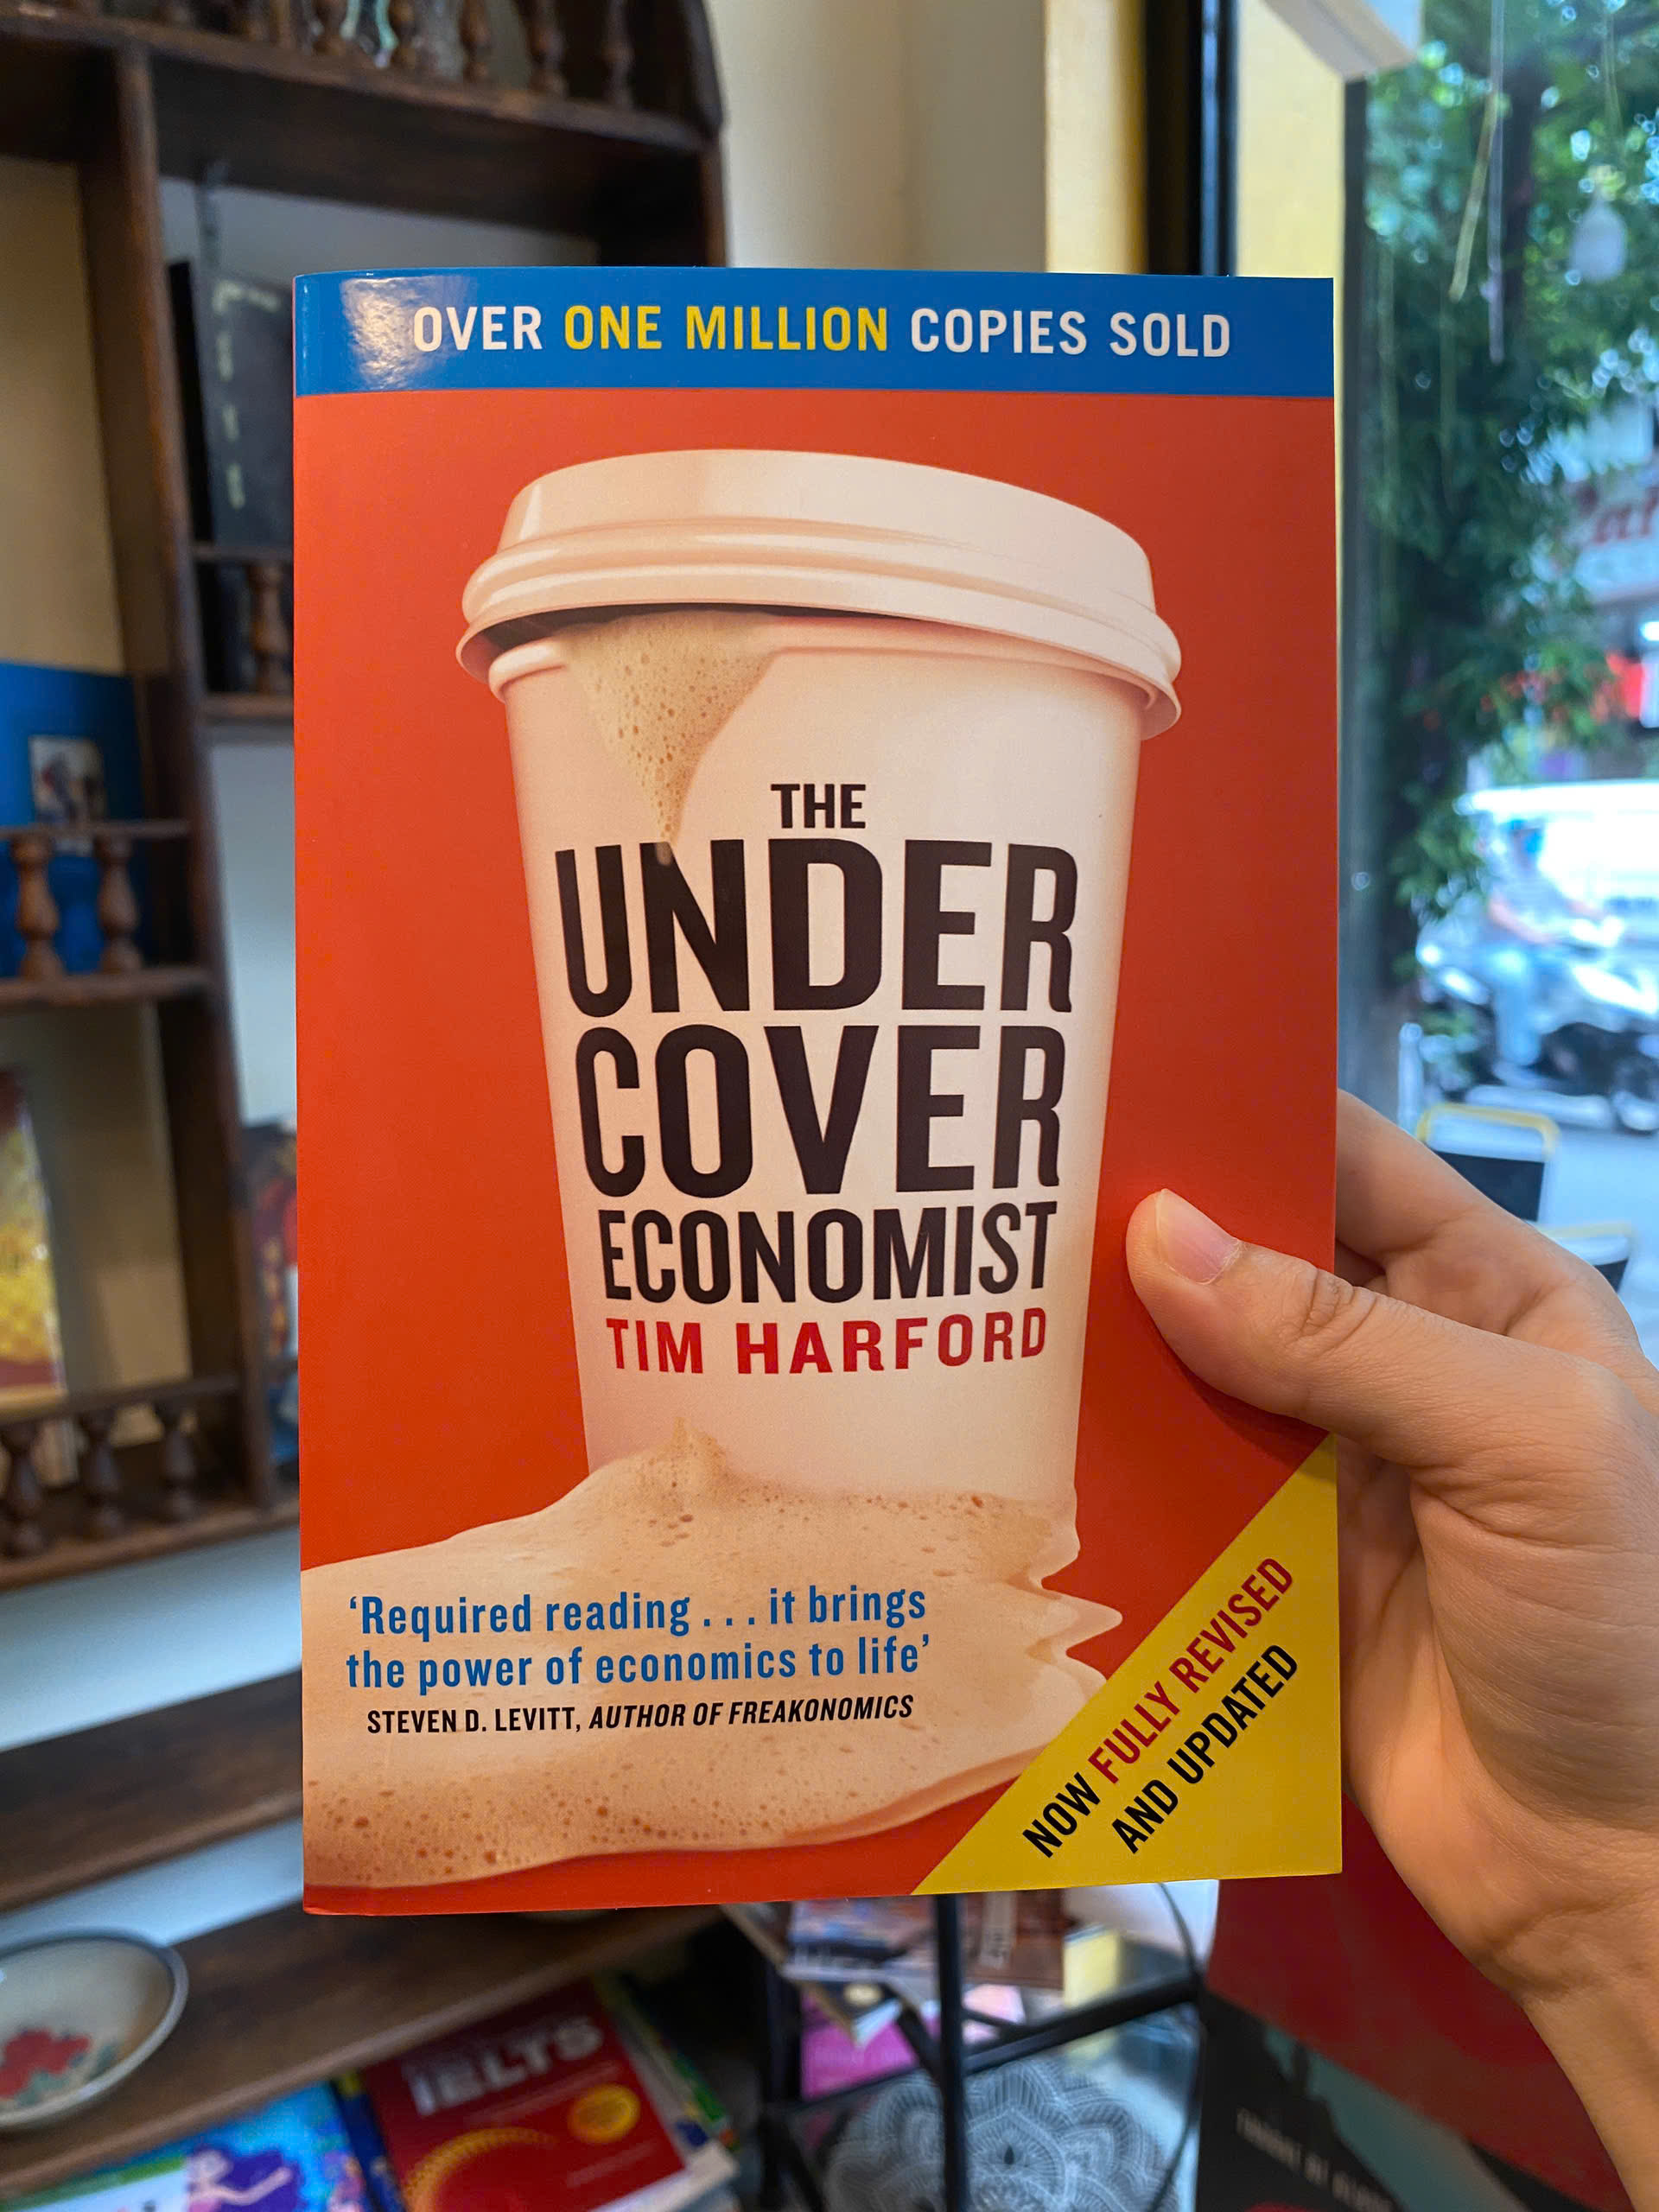 OVER ONE MILLION COPIES SOLD
THE
UNDER
COVER
ECONOMIST
TIM HARFORD
‘Required reading . . . it brings
the power of economics to life’
STEVEN D. LEVITT, AUTHOR OF FREAKONOMICS
NOW FULLY REVISED
AND UPDATED
IELTS